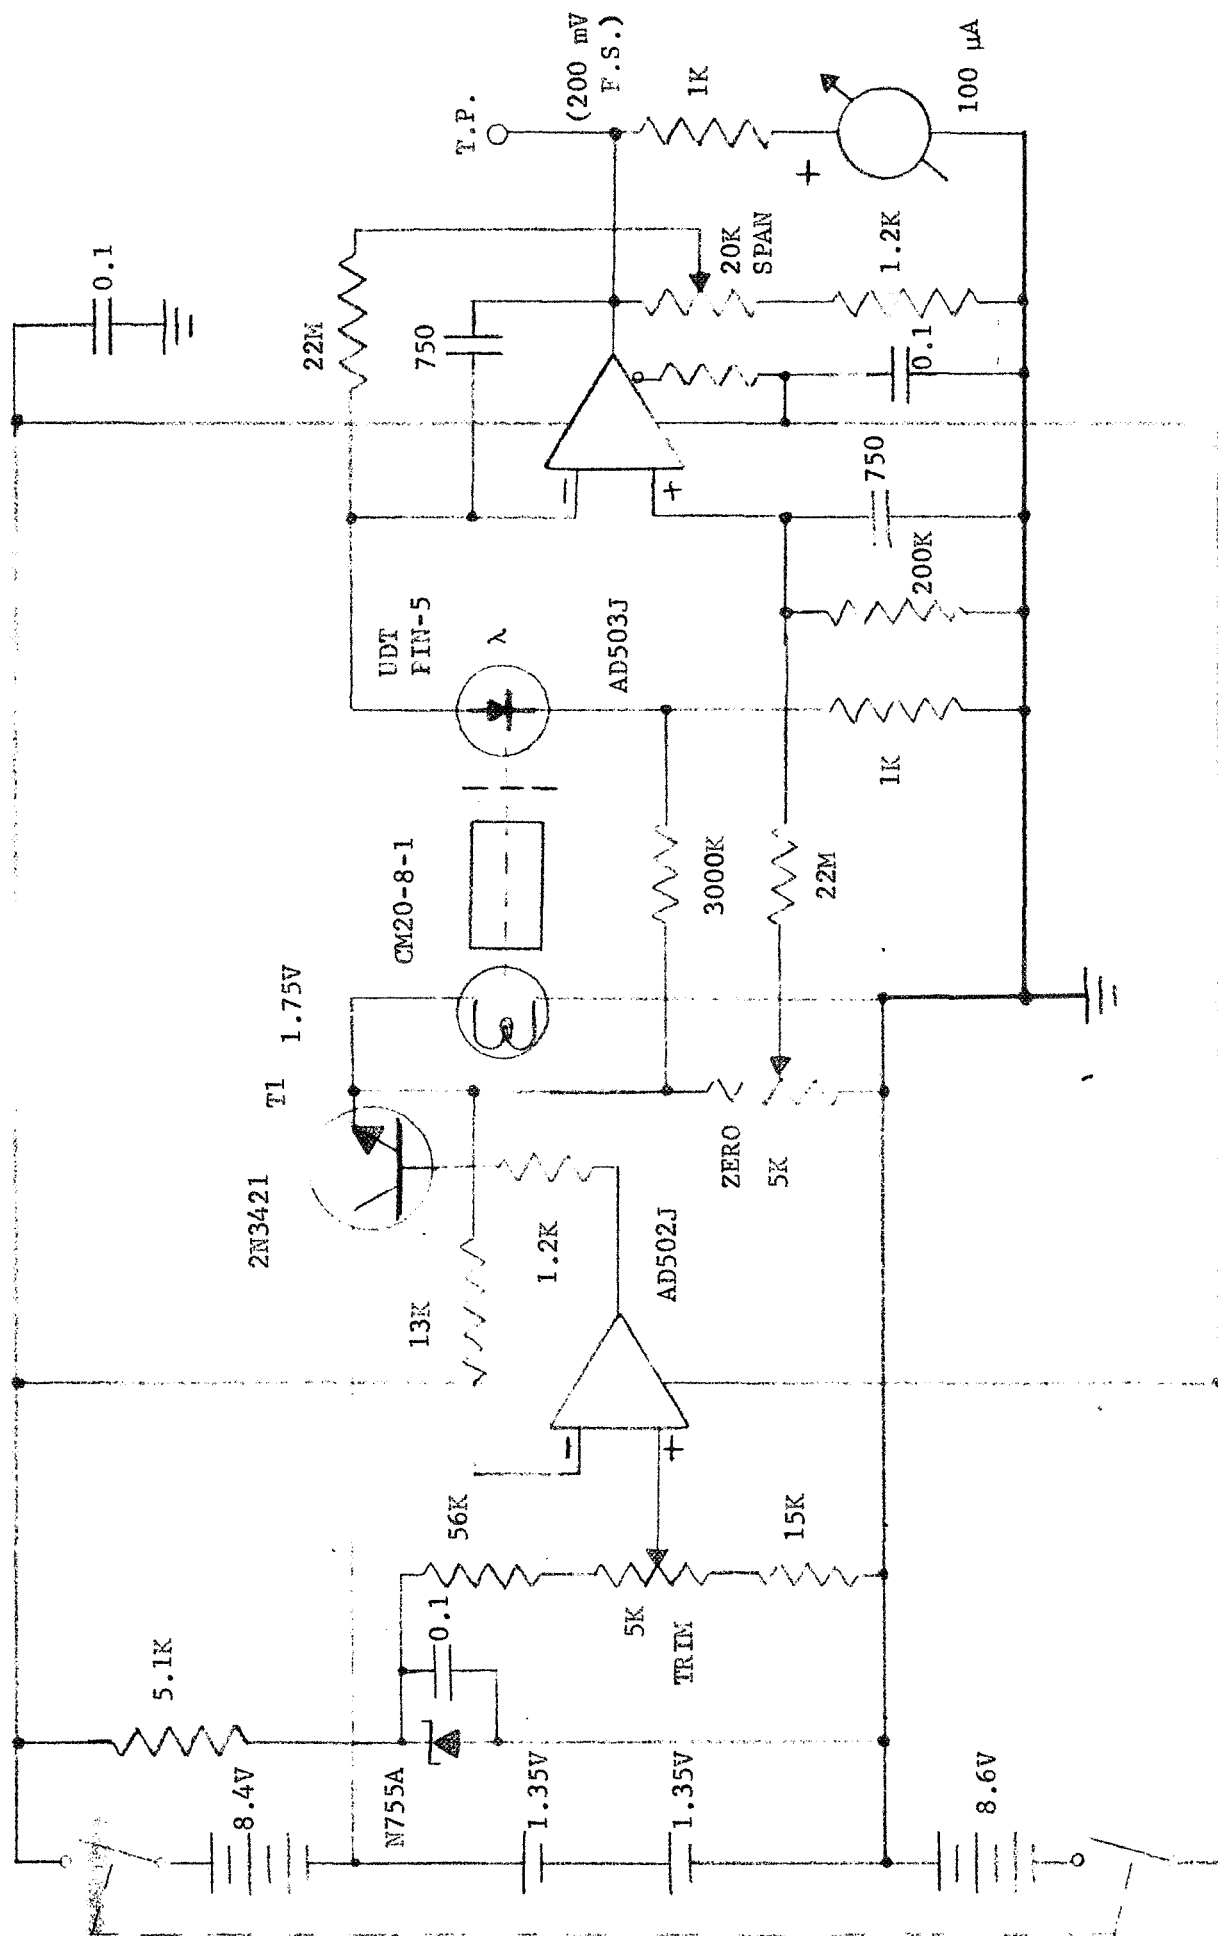 T.P.
(200 mV
F.S.)
1K
+
100 µA
0.1
22M
750
20K
SPAN
1.2K
0.1
−
+
750
UDT
PIN-5
λ
AD503J
200K
1K
CM20-8-1
3000K
22M
1.75V
T1
2N3421
ZERO
5K
1.2K
13K
AD502J
−
+
56K
15K
0.1
5K
TRIM
5.1K
N755A
8.4V
1.35V
1.35V
8.6V